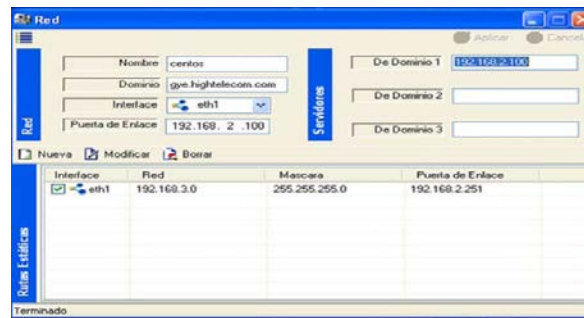 Red
Aplicar Cancela
Red
Nombre centos
Dominio gye.hightelecom.com
Interface eth1
Puerta de Enlace 192.168. 2 .100
Servidores
De Dominio 1 192.168.2.100
De Dominio 2
De Dominio 3
Nueva Modificar Borrar
Rutas Estáticas
Interface Red Mascara Puerta de Enlace
eth1 192.168.3.0 255.255.255.0 192.168.2.251
Terminado